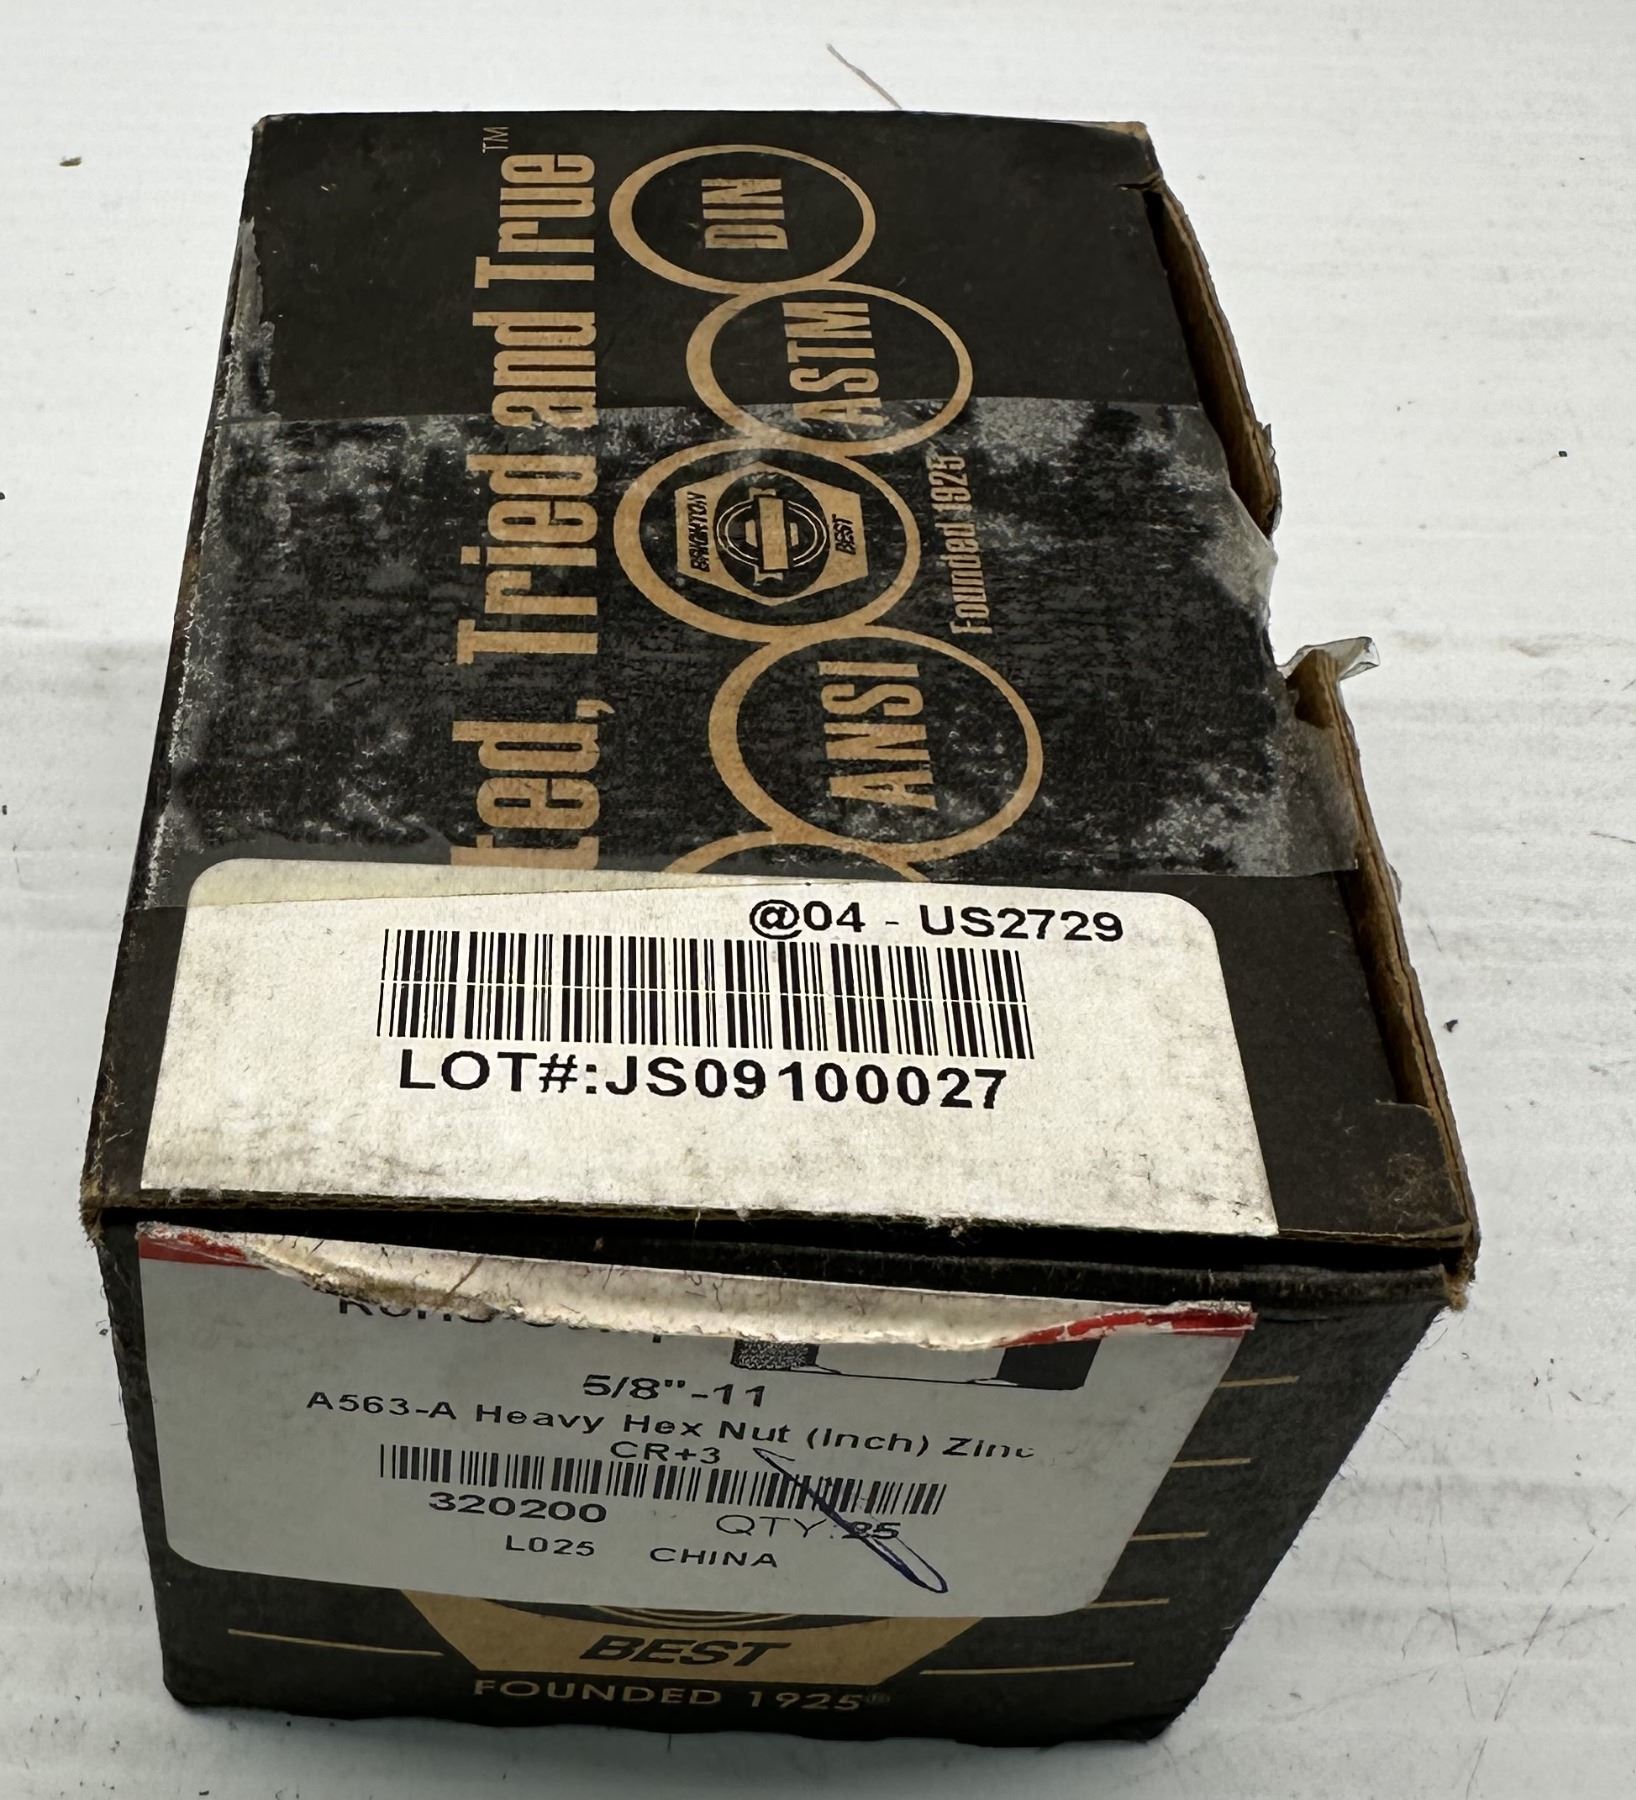 ted, Tried and True™
DIN
ASTM
BRIGHTON
BEST
ANSI
Founded 1925
@04 - US2729
LOT#:JS09100027
5/8"-11
A563-A Heavy Hex Nut (Inch) Zinc
CR+3
320200
QTY:25
L025 CHINA
BEST
FOUNDED 1925®